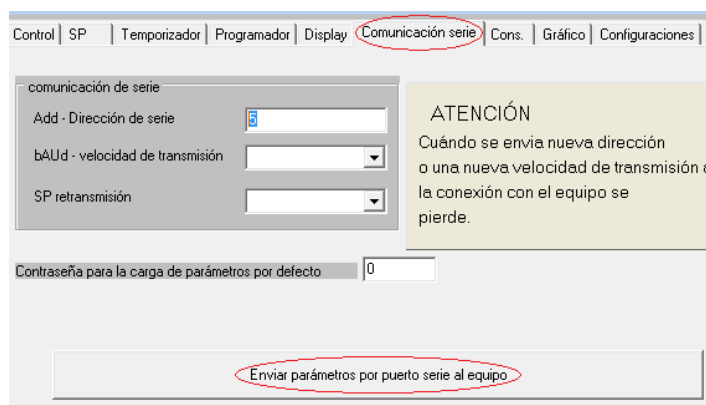 Control SP Temporizador Programador Display Comunicación serie Cons. Gráfico Configuraciones
comunicación de serie
Add - Dirección de serie 5
bAUd - velocidad de transmisión
SP retransmisión
ATENCIÓN
Cuándo se envia nueva dirección
o una nueva velocidad de transmisión
la conexión con el equipo se
pierde.
Contraseña para la carga de parámetros por defecto 0
Enviar parámetros por puerto serie al equipo